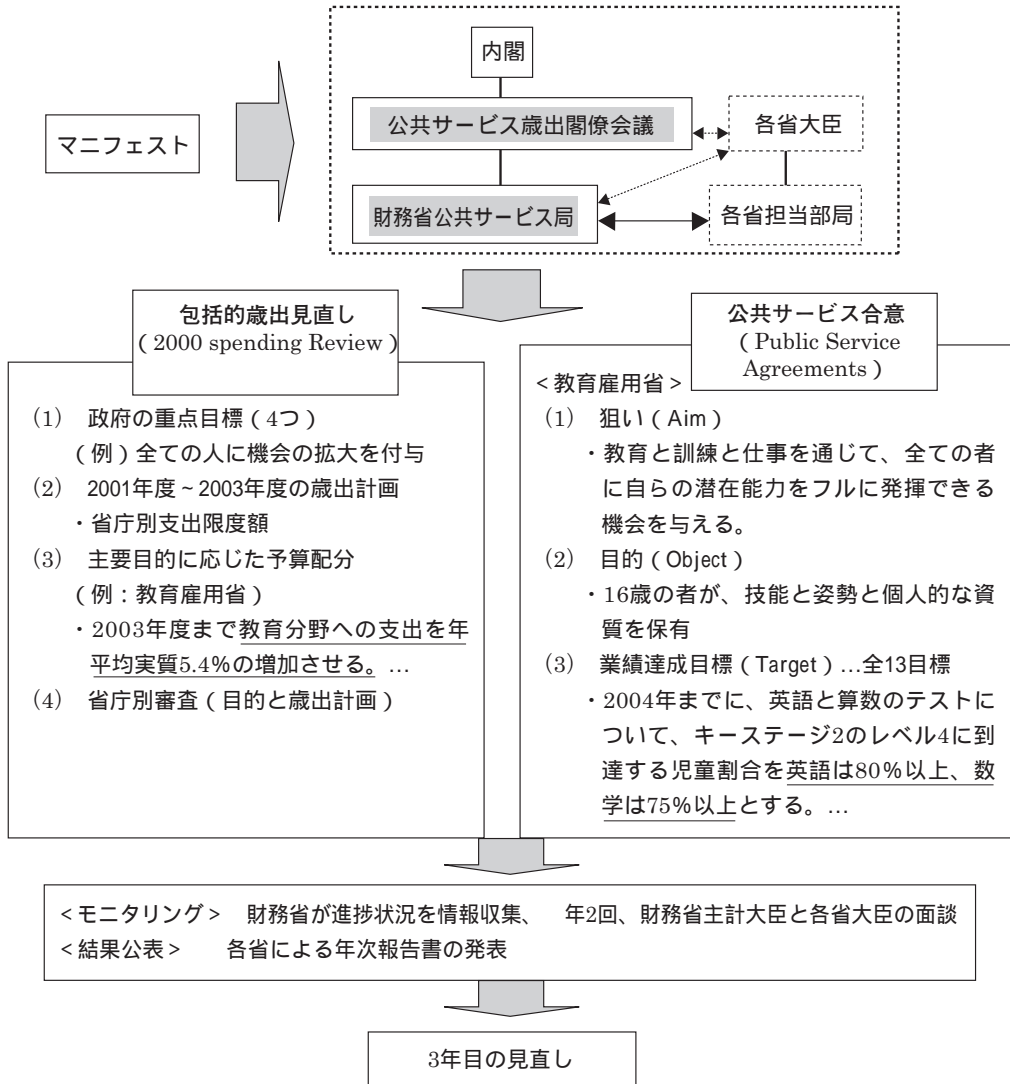 内閣
マニフェスト
公共サービス歳出閣僚会議
各省大臣
財務省公共サービス局
各省担当部局
包括的歳出見直し
（2000 spending Review）
(1) 政府の重点目標（4つ）
（例）全ての人に機会の拡大を付与
(2) 2001年度～2003年度の歳出計画
・省庁別支出限度額
(3) 主要目的に応じた予算配分
（例：教育雇用省）
・2003年度まで教育分野への支出を年
平均実質5.4%の増加させる。…
(4) 省庁別審査（目的と歳出計画）
公共サービス合意
（Public Service
Agreements）
＜教育雇用省＞
(1) 狙い（Aim）
・教育と訓練と仕事を通じて、全ての者
に自らの潜在能力をフルに発揮できる
機会を与える。
(2) 目的（Object）
・16歳の者が、技能と姿勢と個人的な資
質を保有
(3) 業績達成目標（Target）…全13目標
・2004年までに、英語と算数のテストに
ついて、キーステージ2のレベル4に到
達する児童割合を英語は80%以上、数
学は75%以上とする。…
＜モニタリング＞ 財務省が進捗状況を情報収集、 年2回、財務省主計大臣と各省大臣の面談
＜結果公表＞ 各省による年次報告書の発表
3年目の見直し